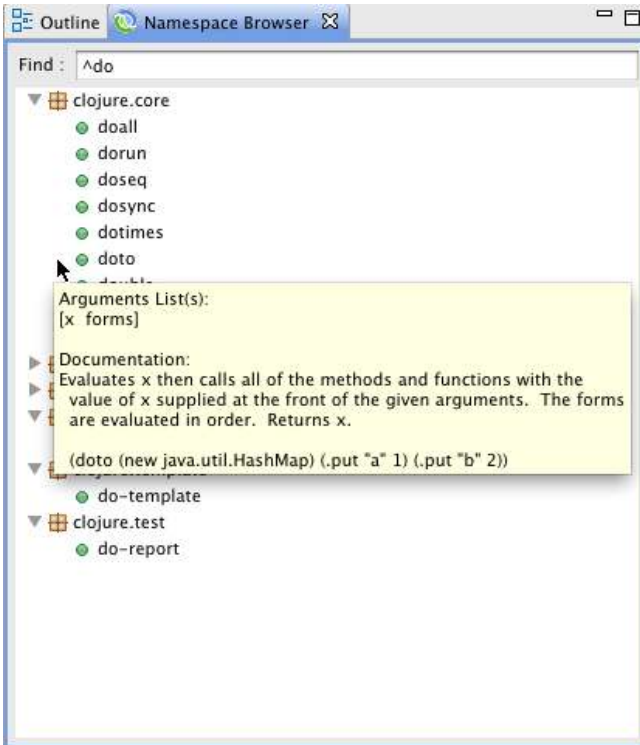 Outline Namespace Browser
Find : ^do
clojure.core
doall
dorun
doseq
dosync
dotimes
doto
Arguments List(s):
[x forms]
Documentation:
Evaluates x then calls all of the methods and functions with the
value of x supplied at the front of the given arguments. The forms
are evaluated in order. Returns x.
(doto (new java.util.HashMap) (.put "a" 1) (.put "b" 2))
do-template
clojure.test
do-report